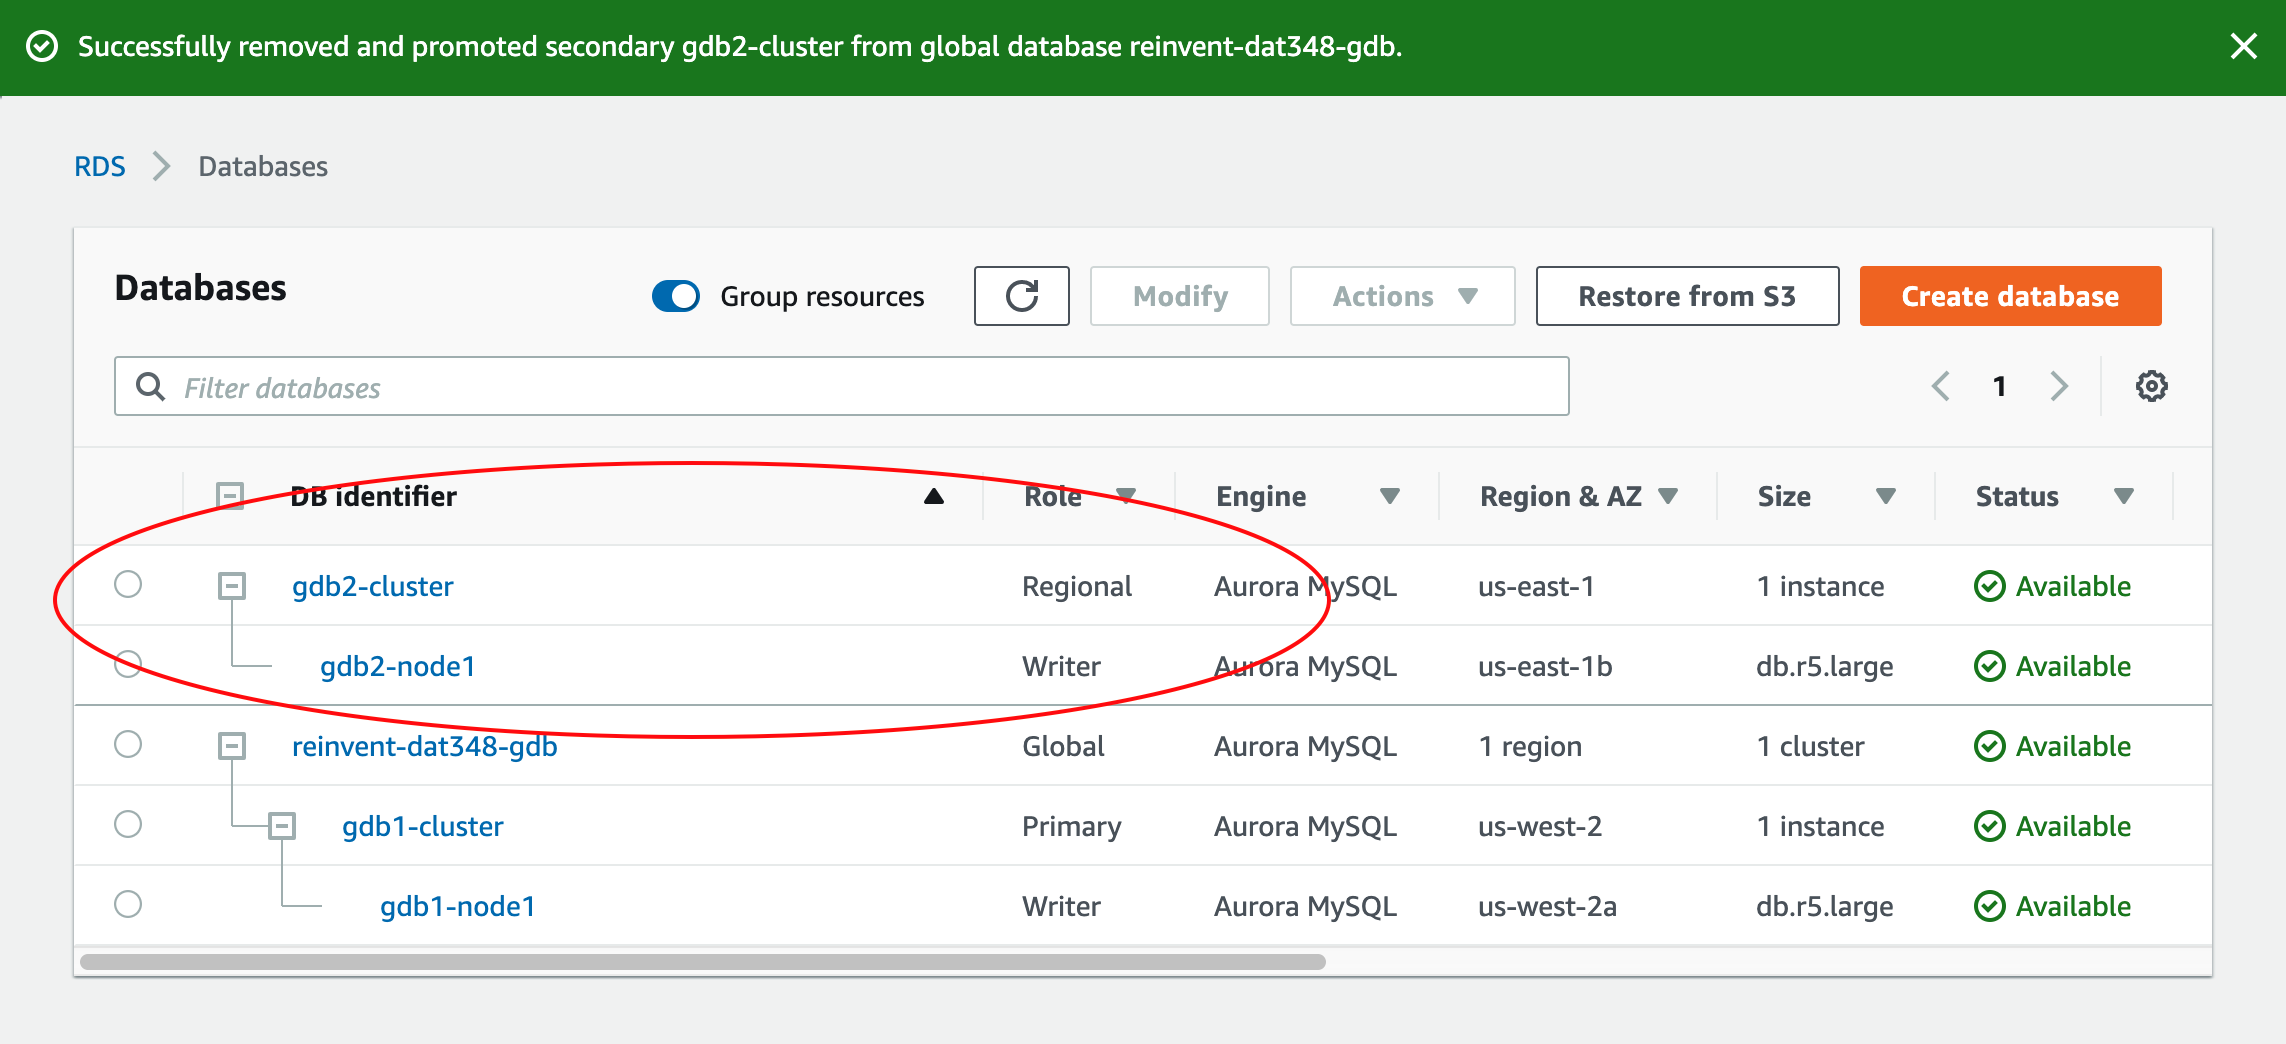 Successfully removed and promoted secondary gdb2-cluster from global database reinvent-dat348-gdb.
RDS Databases
Databases Group resources Modify Actions Restore from S3 Create database
Filter databases 1
DB identifier Role Engine Region & AZ Size Status
gdb2-cluster Regional Aurora MySQL us-east-1 1 instance Available
gdb2-node1 Writer Aurora MySQL us-east-1b db.r5.large Available
reinvent-dat348-gdb Global Aurora MySQL 1 region 1 cluster Available
gdb1-cluster Primary Aurora MySQL us-west-2 1 instance Available
gdb1-node1 Writer Aurora MySQL us-west-2a db.r5.large Available